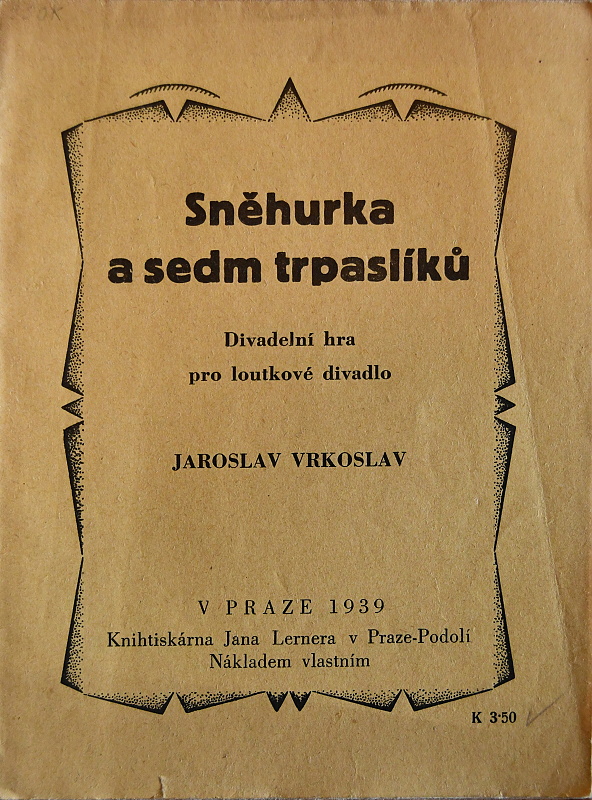 Sněhurka
a sedm trpaslíků
Divadelní hra
pro loutkové divadlo
JAROSLAV VRKOSLAV
V PRAZE 1939
Knihtiskárna Jana Lernera v Praze-Podolí
Nákladem vlastním
K 3·50